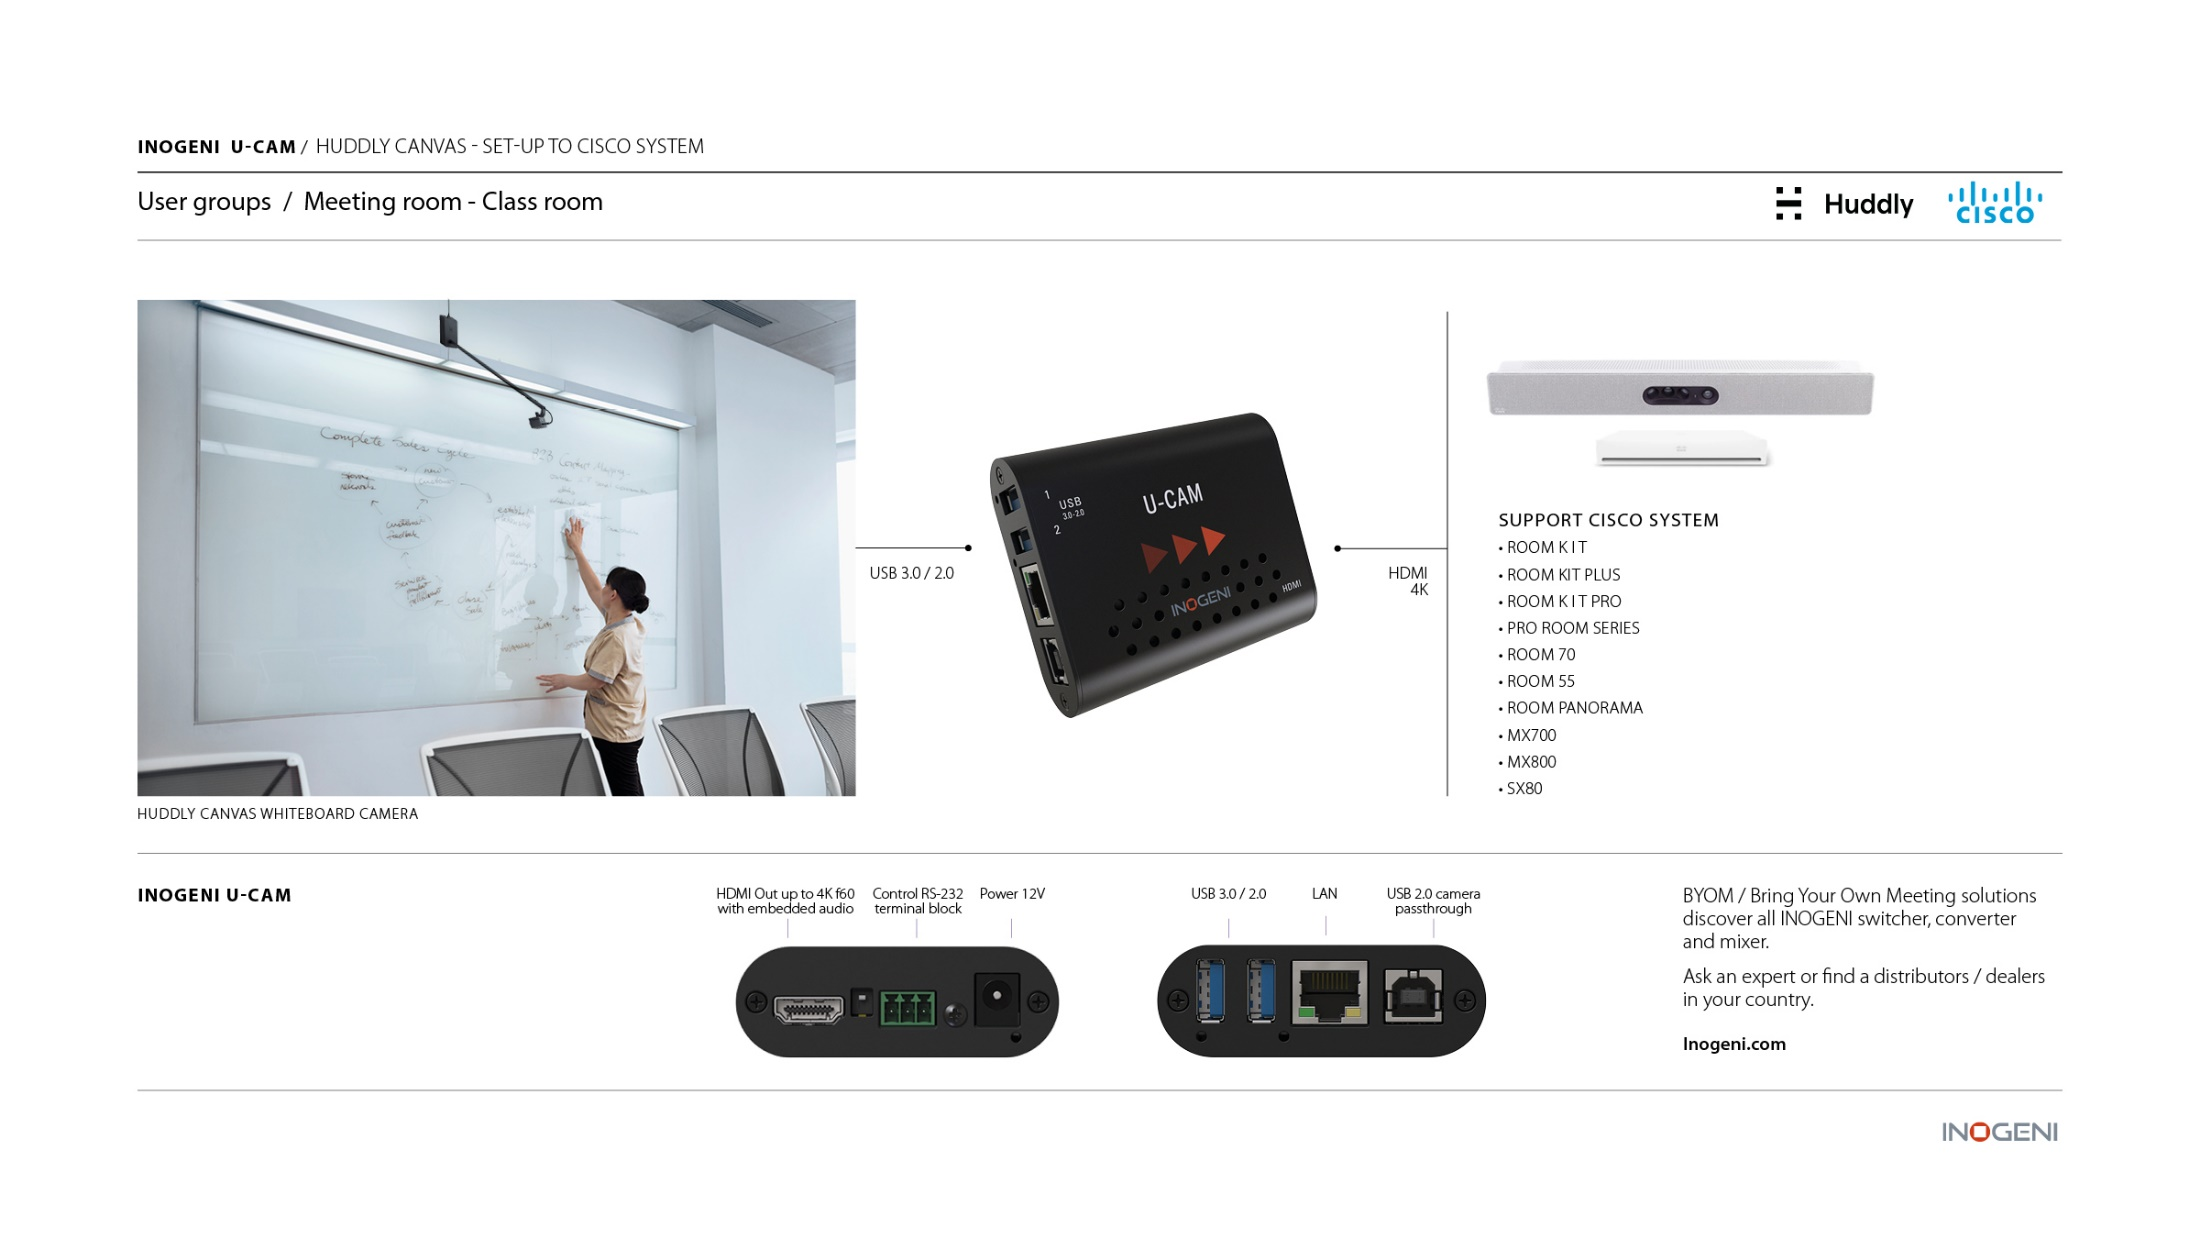 INOGENI U-CAM / HUDDLY CANVAS - SET-UP TO CISCO SYSTEM
User groups / Meeting room - Class room
Huddly
CISCO
Complete Sales Cycle
USB 3.0 / 2.0
1
USB
3.0-2.0
2
U-CAM
INOGENI
HDMI
HDMI
4K
SUPPORT CISCO SYSTEM
• ROOM KIT
• ROOM KIT PLUS
• ROOM KIT PRO
• PRO ROOM SERIES
• ROOM 70
• ROOM 55
• ROOM PANORAMA
• MX700
• MX800
• SX80
HUDDLY CANVAS WHITEBOARD CAMERA
INOGENI U-CAM
HDMI Out up to 4K f60
with embedded audio
Control RS-232
terminal block
Power 12V
USB 3.0 / 2.0
LAN
USB 2.0 camera
passthrough
BYOM / Bring Your Own Meeting solutions
discover all INOGENI switcher, converter
and mixer.
Ask an expert or find a distributors / dealers
in your country.
Inogeni.com
INOGENI